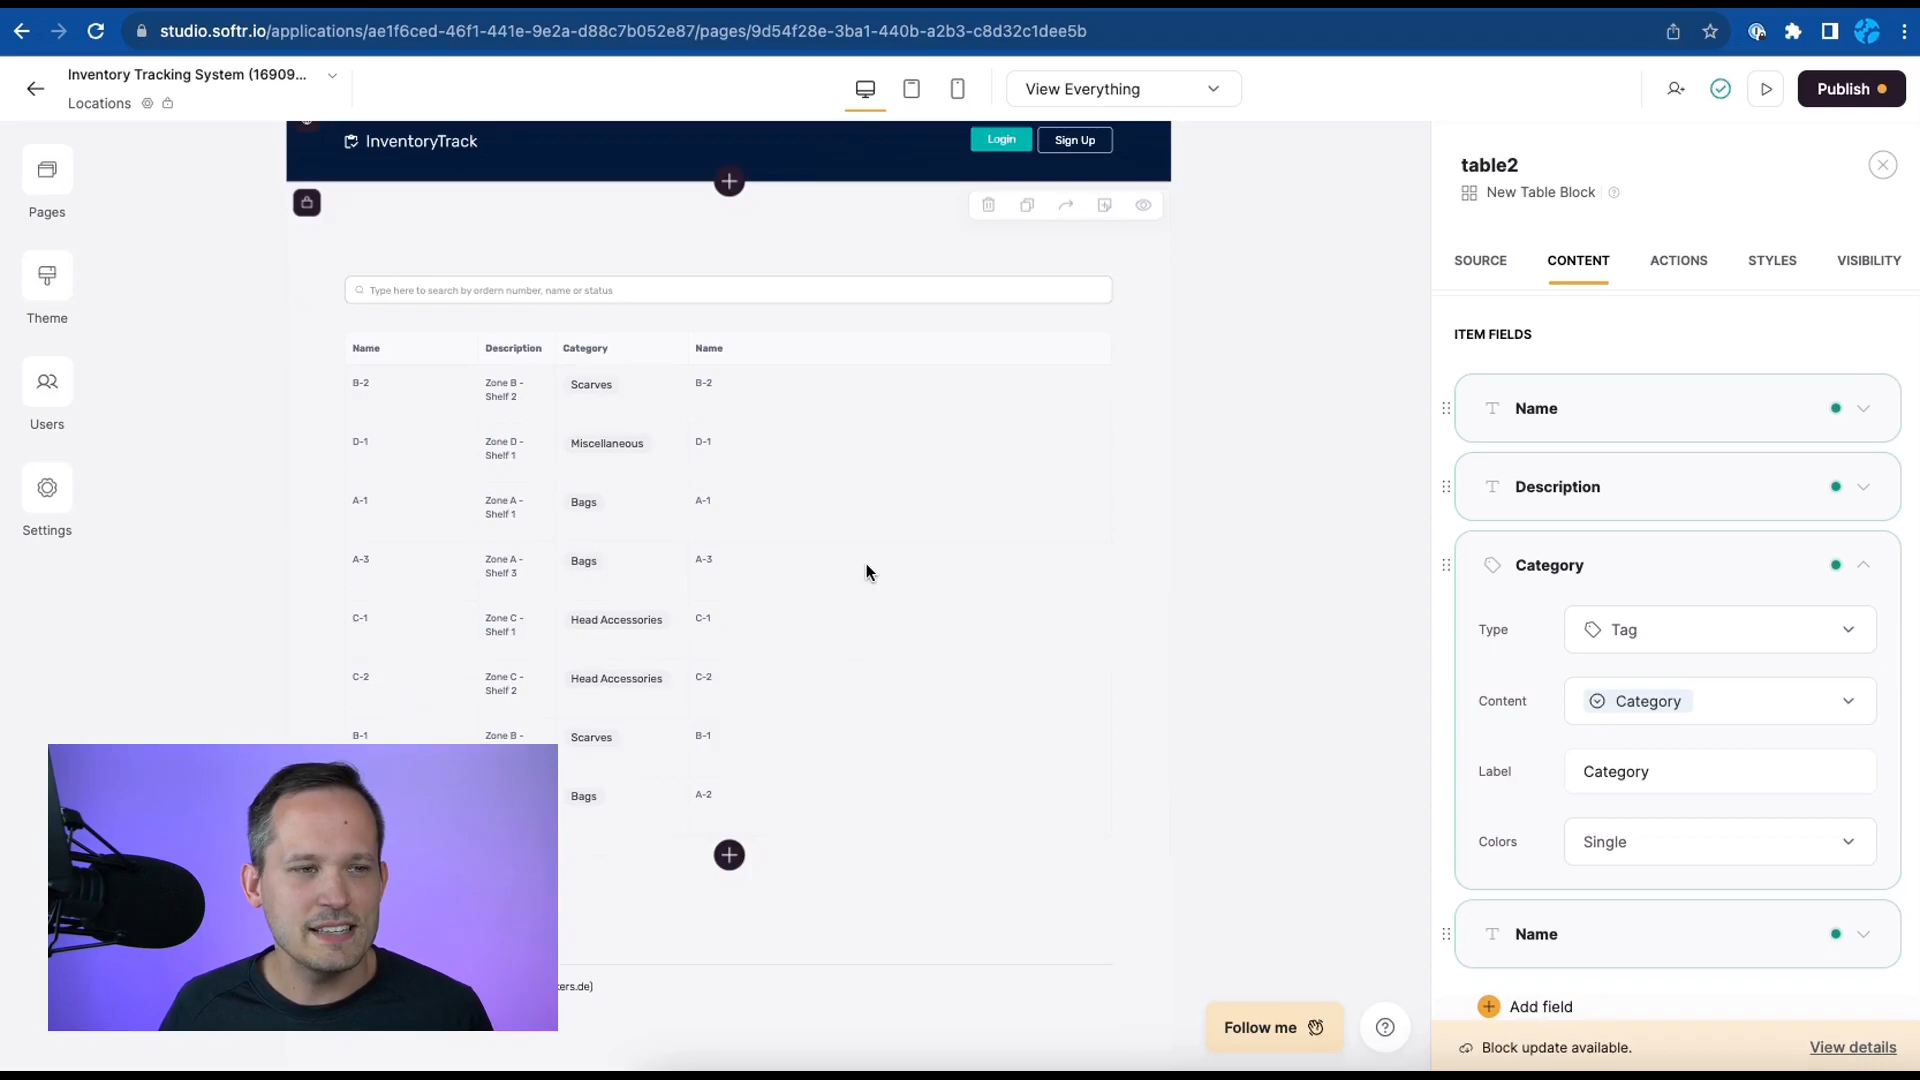 studio.softr.io/applications/ae1f6ced-46f1-441e-9e2a-d88c7b052e87/pages/9d54f28e-3ba1-440b-a2b3-c8d32c1dee5b
Inventory Tracking System (16909...
Locations
View Everything
Publish
Pages
Theme
Users
Settings
InventoryTrack
Login
Sign Up
Type here to search by ordern number, name or status
Name Description Category Name
B-2 Zone B - Shelf 2 Scarves B-2
D-1 Zone D - Shelf 1 Miscellaneous D-1
A-1 Zone A - Shelf 1 Bags A-1
A-3 Zone A - Shelf 3 Bags A-3
C-1 Zone C - Shelf 1 Head Accessories C-1
C-2 Zone C - Shelf 2 Head Accessories C-2
B-1 Zone B - Scarves B-1
Bags A-2
kers.de)
Follow me
table2
New Table Block
SOURCE CONTENT ACTIONS STYLES VISIBILITY
ITEM FIELDS
Name
Description
Category
Type Tag
Content Category
Label Category
Colors Single
Name
Add field
Block update available. View details